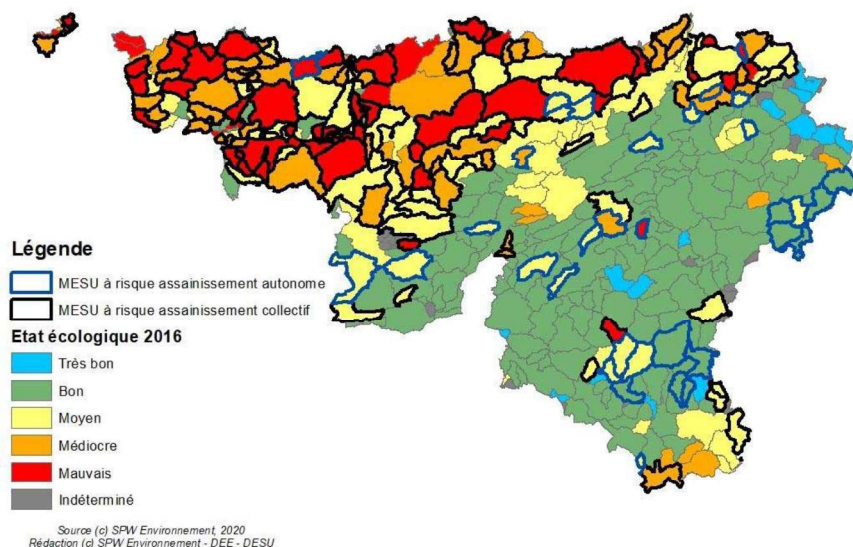 Légende
MESU à risque assainissement autonome
MESU à risque assainissement collectif
Etat écologique 2016
Très bon
Bon
Moyen
Médiocre
Mauvais
Indéterminé
Source (c) SPW Environnement, 2020
Rédaction (c) SPW Environnement - DEE - DESU